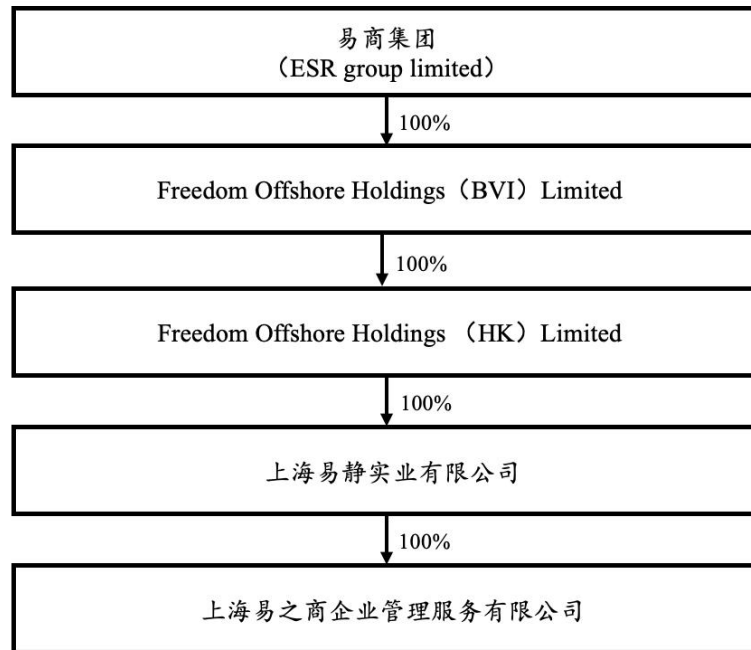 易商集团
（ESR group limited）
100%
Freedom Offshore Holdings（BVI）Limited
100%
Freedom Offshore Holdings （HK）Limited
100%
上海易静实业有限公司
100%
上海易之商企业管理服务有限公司